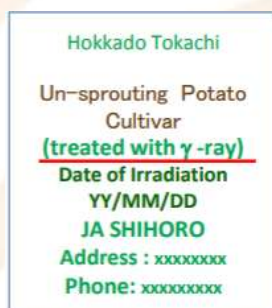 Hokkado Tokachi
Un-sprouting Potato
Cultivar
(treated with γ-ray)
Date of Irradiation
YY/MM/DD
JA SHIHORO
Address : xxxxxxxx
Phone: xxxxxxxxx